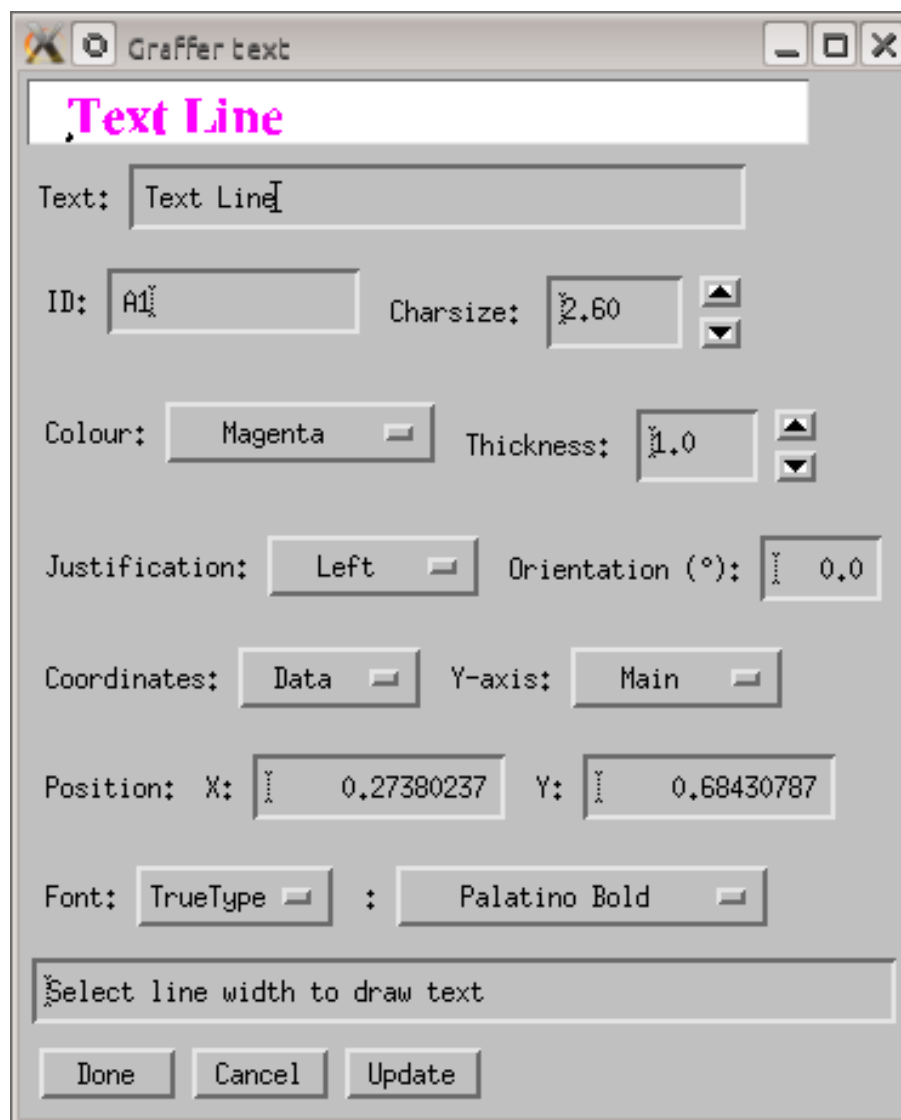 Graffer text
Text Line
Text: Text Line
ID: A1 Charsize: 2.60
Colour: Magenta Thickness: 1.0
Justification: Left Orientation (°): 0.0
Coordinates: Data Y-axis: Main
Position: X: 0.27380237 Y: 0.68430787
Font: TrueType : Palatino Bold
Select line width to draw text
Done Cancel Update